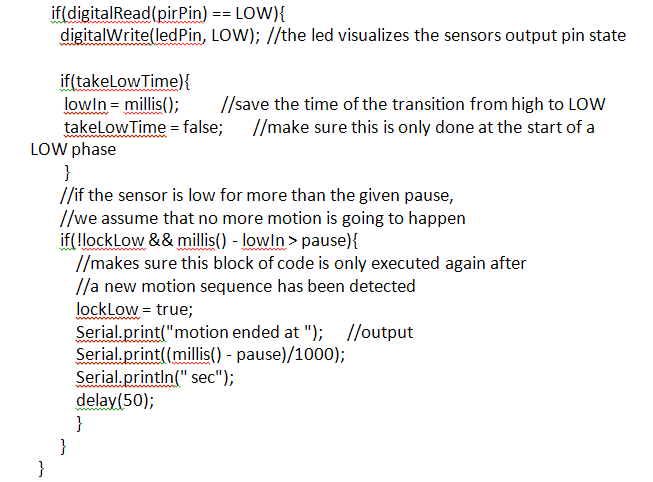 if(digitalRead(pirPin) == LOW){
digitalWrite(ledPin, LOW); //the led visualizes the sensors output pin state
if(takeLowTime){
lowIn = millis(); //save the time of the transition from high to LOW
takeLowTime = false; //make sure this is only done at the start of a
LOW phase
}
//if the sensor is low for more than the given pause,
//we assume that no more motion is going to happen
if(!lockLow && millis() - lowIn > pause){
//makes sure this block of code is only executed again after
//a new motion sequence has been detected
lockLow = true;
Serial.print("motion ended at "); //output
Serial.print((millis() - pause)/1000);
Serial.println(" sec");
delay(50);
}
}
}